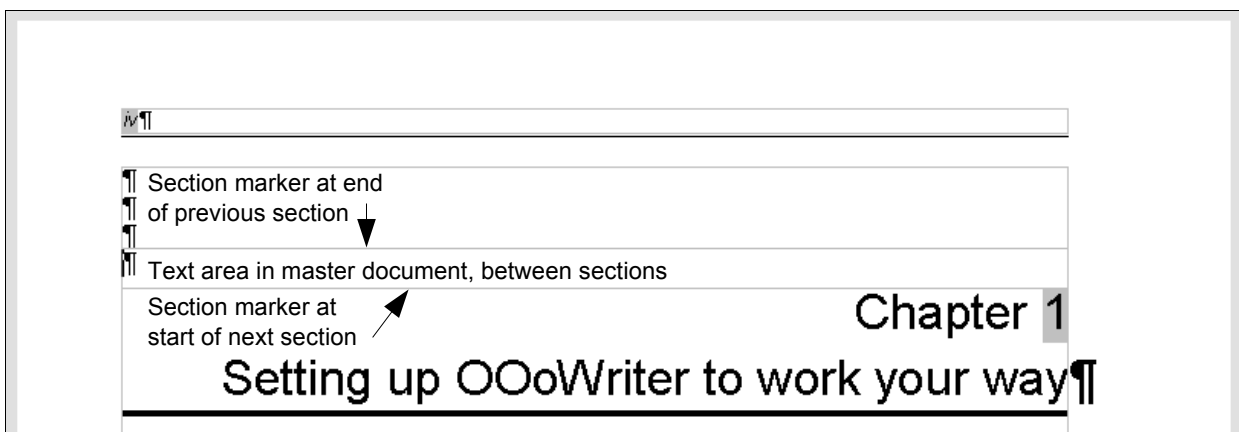 iv¶
¶ Section marker at end
¶ of previous section
¶
¶ Text area in master document, between sections
Section marker at
start of next section
Chapter 1
Setting up OOoWriter to work your way¶